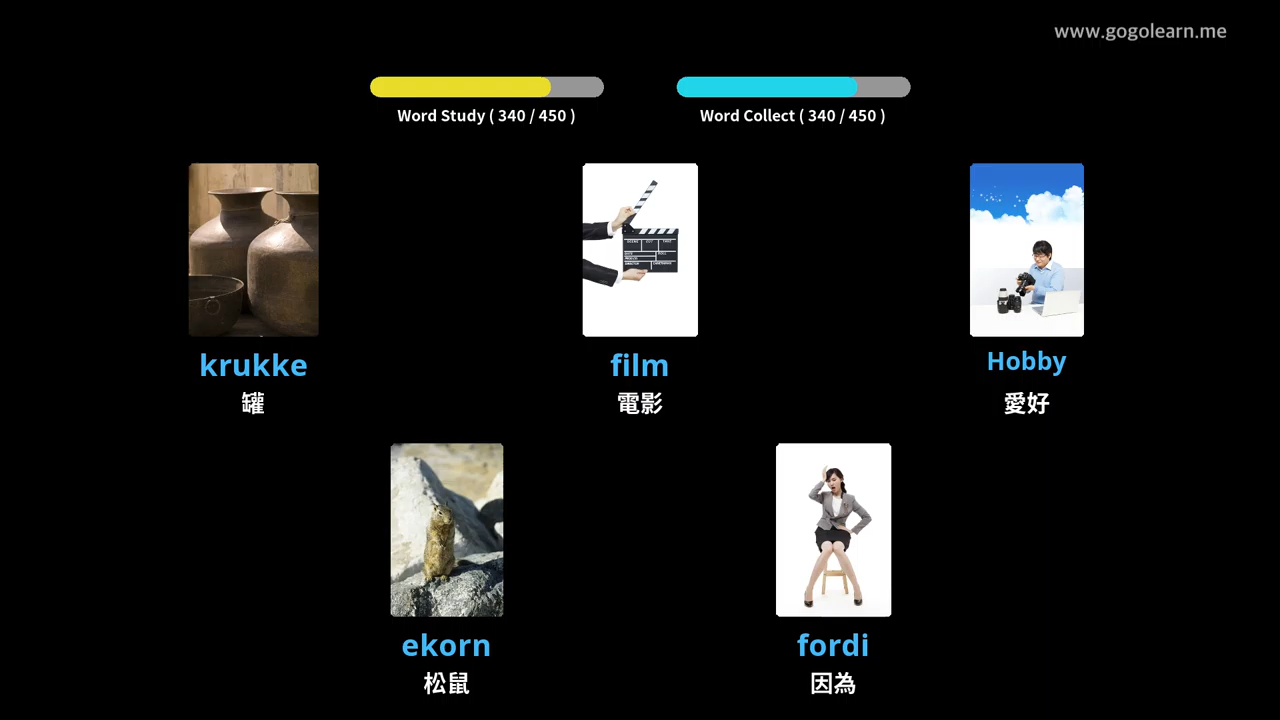 www.gogolearn.me
Word Study ( 340 / 450 )
Word Collect ( 340 / 450 )
krukke
罐
film
電影
Hobby
愛好
ekorn
松鼠
fordi
因為